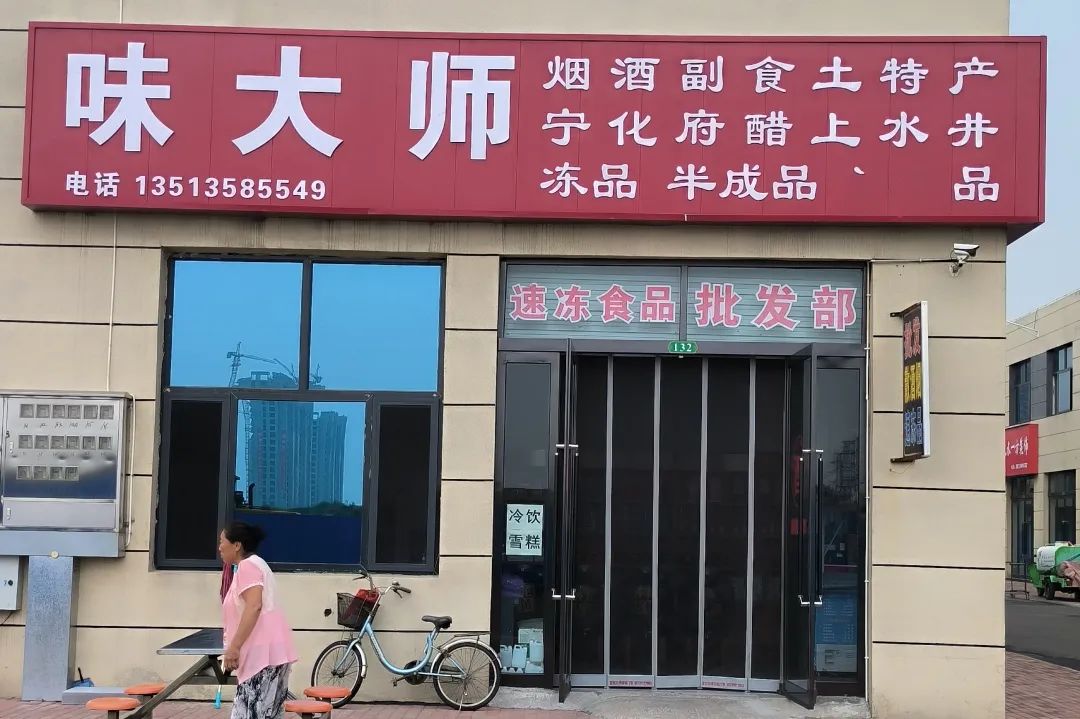 味大师
电话 13513585549
烟酒副食土特产
宁化府醋上水井
冻品 半成品、 品
速冻食品 批发部
132
冷饮
雪糕
批发